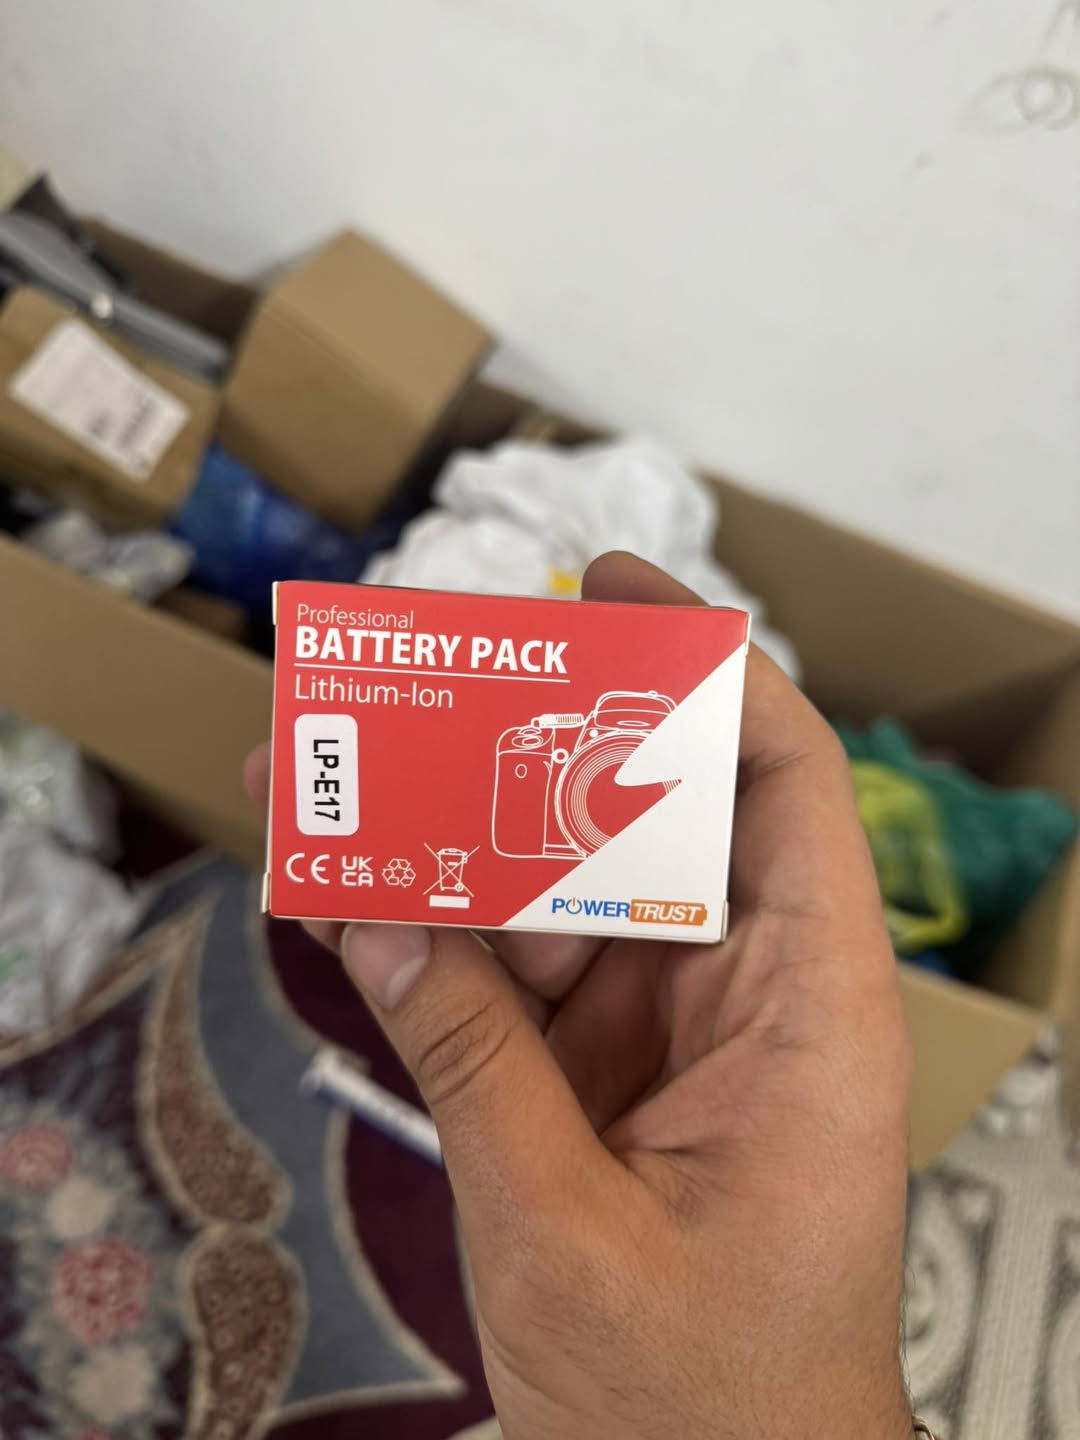 Professional
BATTERY PACK
Lithium-Ion
LP-E17
CE UK CA
POWERTRUST